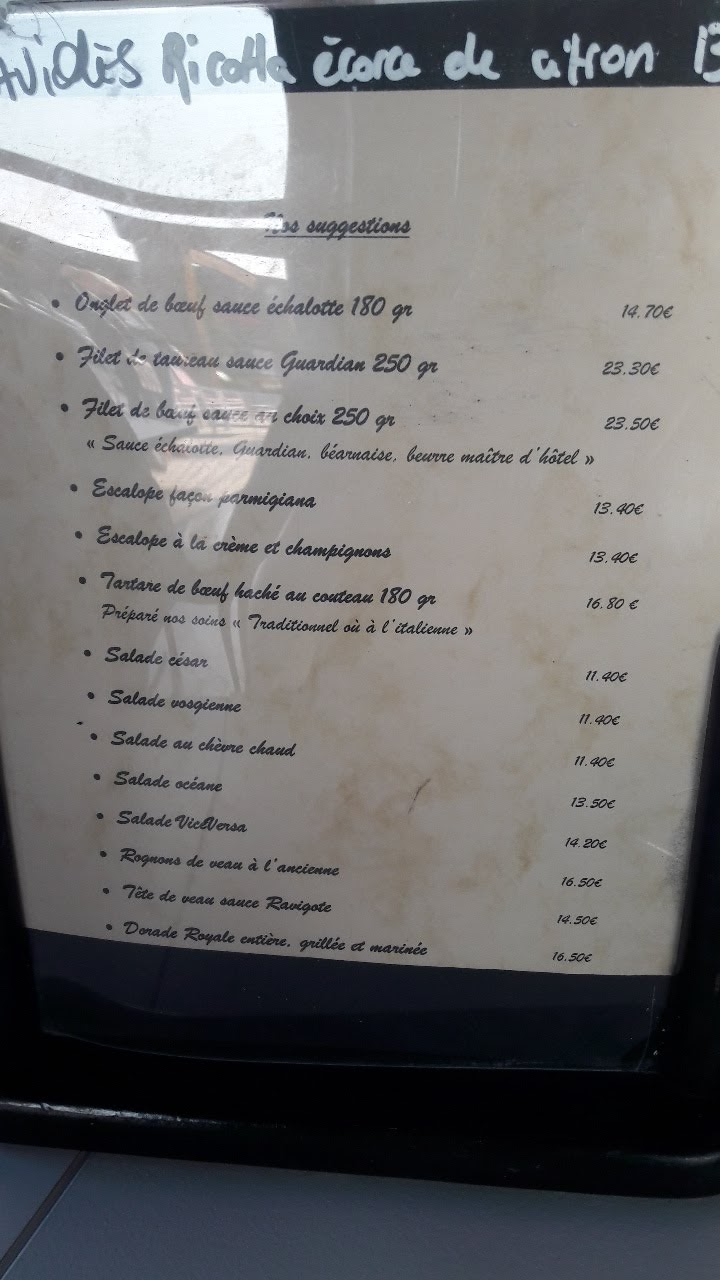 Ricotta écorce de citron
Nos suggestions
• Onglet de bœuf sauce échalotte 180 gr 14.70€
• Filet de taureau sauce Guardian 250 gr 23.30€
• Filet de bœuf sauce au choix 250 gr 23.50€
« Sauce échalotte, Guardian, béarnaise, beurre maître d'hôtel »
• Escalope façon parmigiana 13.40€
• Escalope à la crème et champignons 13.40€
• Tartare de bœuf haché au couteau 180 gr 16.80 €
Préparé nos soins « Traditionnel où à l'italienne »
• Salade césar 11.40€
• Salade vosgienne 11.40€
• Salade au chèvre chaud 11.40€
• Salade océane 13.50€
• Salade ViceVersa 14.20€
• Rognons de veau à l'ancienne 16.50€
• Tête de veau sauce Ravigote 14.50€
• Dorade Royale entière, grillée et marinée 16.50€